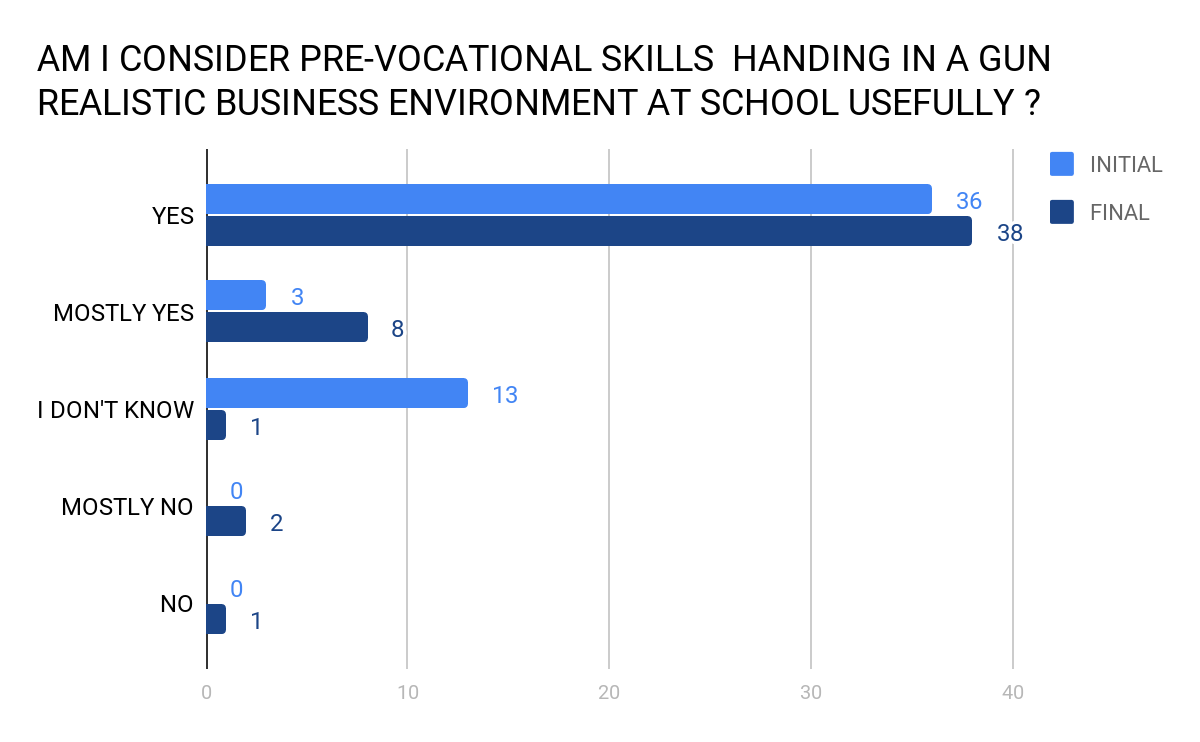 AM I CONSIDER PRE-VOCATIONAL SKILLS  HANDING IN A GUN
REALISTIC BUSINESS ENVIRONMENT AT SCHOOL USEFULLY ?
INITIAL
FINAL
YES
36
38
MOSTLY YES
3
8
I DON'T KNOW
13
1
MOSTLY NO
0
2
NO
0
1
0
10
20
30
40